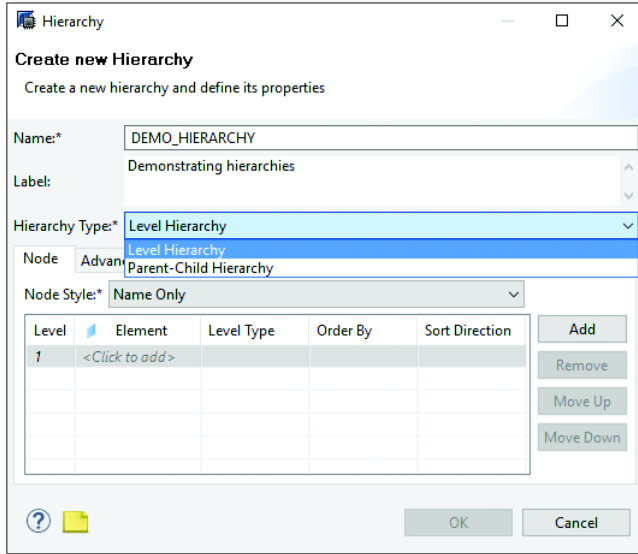 Hierarchy
Create new Hierarchy
Create a new hierarchy and define its properties
Name:* DEMO_HIERARCHY
Label: Demonstrating hierarchies
Hierarchy Type:* Level Hierarchy
Level Hierarchy
Parent-Child Hierarchy
Node
Node Style:* Name Only
Level Element Level Type Order By Sort Direction Add
1 <Click to add> Remove
Move Up
Move Down
? OK Cancel